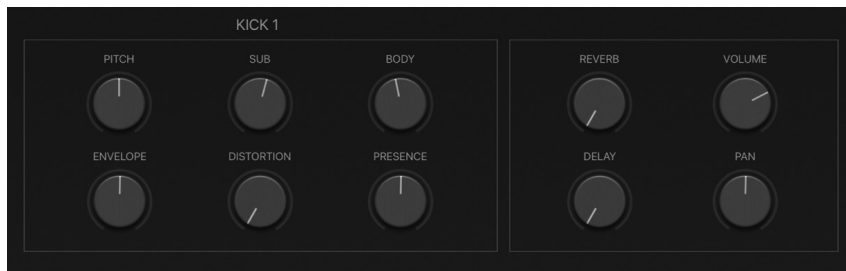 KICK 1
PITCH SUB BODY
ENVELOPE DISTORTION PRESENCE
REVERB VOLUME
DELAY PAN